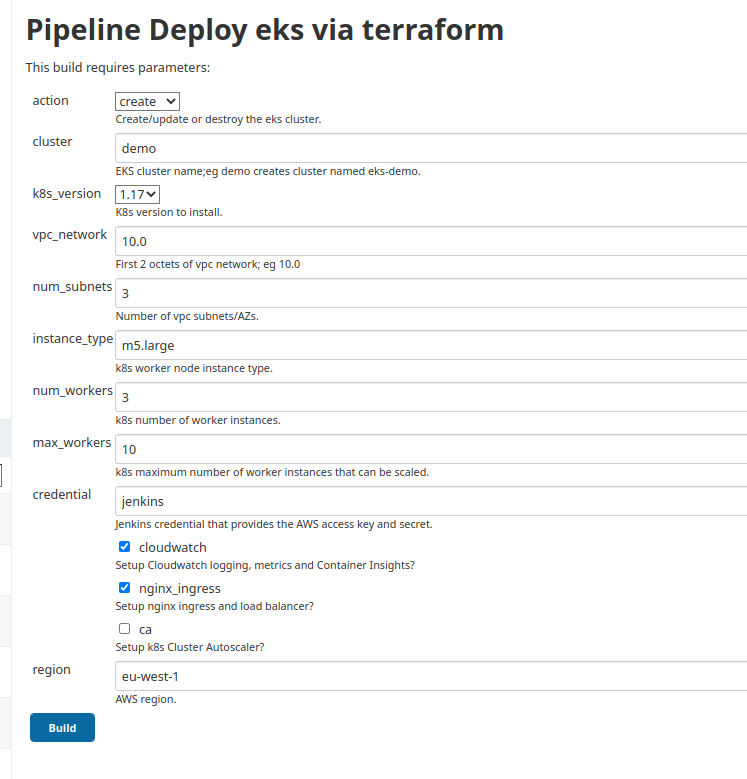 Pipeline Deploy eks via terraform
This build requires parameters:
action
create
Create/update or destroy the eks cluster.
cluster
demo
EKS cluster name;eg demo creates cluster named eks-demo.
k8s_version
1.17
K8s version to install.
vpc_network
10.0
First 2 octets of vpc network; eg 10.0
num_subnets
3
Number of vpc subnets/AZs.
instance_type
m5.large
k8s worker node instance type.
num_workers
3
k8s number of worker instances.
max_workers
10
k8s maximum number of worker instances that can be scaled.
credential
jenkins
Jenkins credential that provides the AWS access key and secret.
cloudwatch
Setup Cloudwatch logging, metrics and Container Insights?
nginx_ingress
Setup nginx ingress and load balancer?
ca
Setup k8s Cluster Autoscaler?
region
eu-west-1
AWS region.
Build